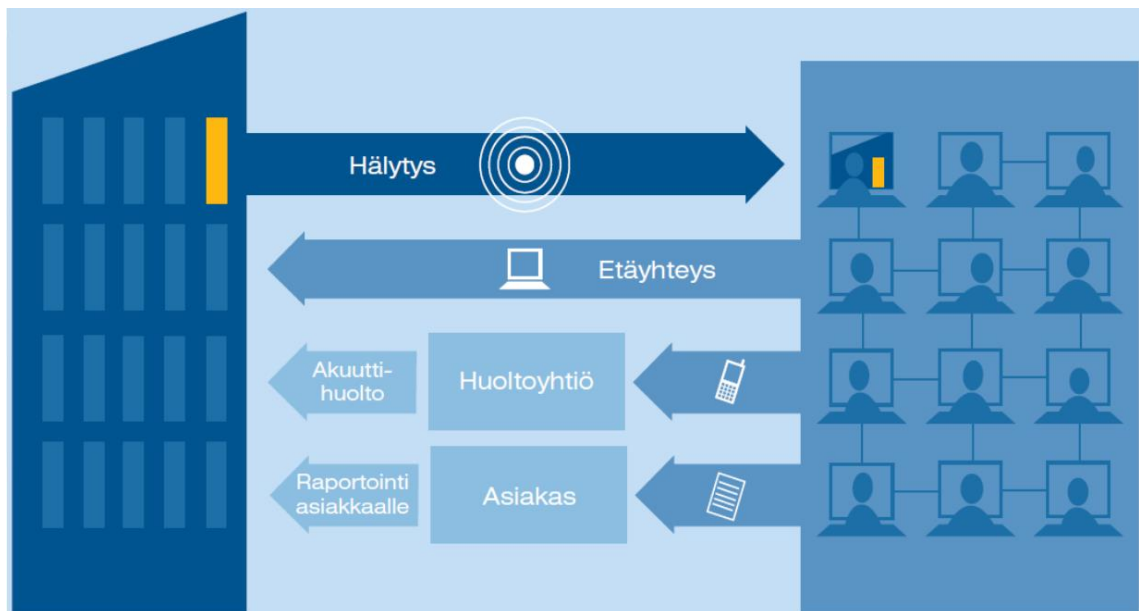 Hälytys
Etäyhteys
Akuutti-
huolto
Huoltoyhtiö
Raportointi
asiakkaalle
Asiakas